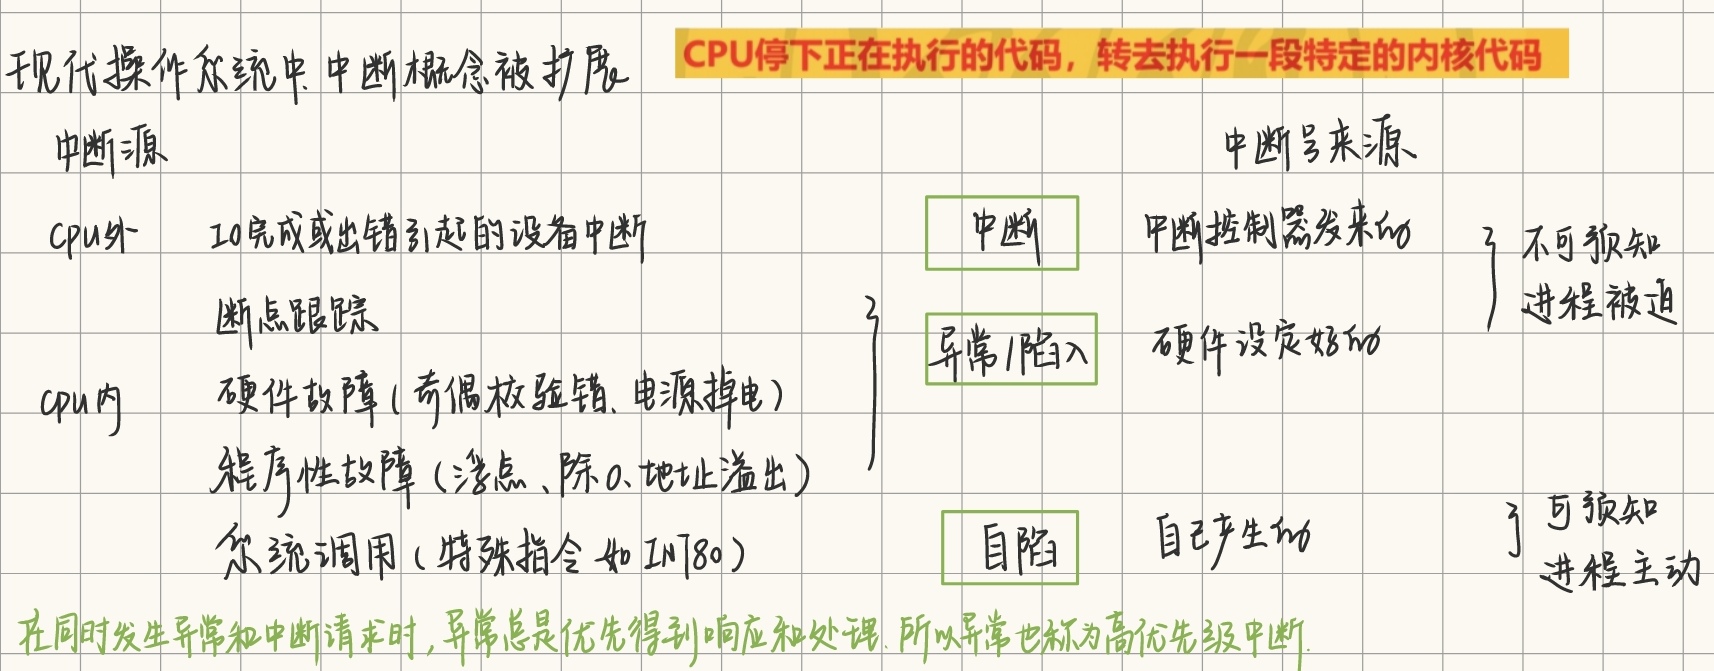 现代操作系统中.中断概念被扩展
CPU停下正在执行的代码，转去执行一段特定的内核代码
中断源
中断号来源
CPU外 IO完成或出错引起的设备中断 中断 中断控制器发来的
不可预知
进程被迫
断点跟踪
异常/陷入 硬件设定好的
CPU内 硬件故障(奇偶校验错、电源掉电)
程序性故障(浮点、除0、地址溢出)
系统调用(特殊指令如INT80) 自陷 自己产生的
可预知
进程主动
在同时发生异常和中断请求时,异常总是优先得到响应和处理.所以异常也称为高优先级中断.